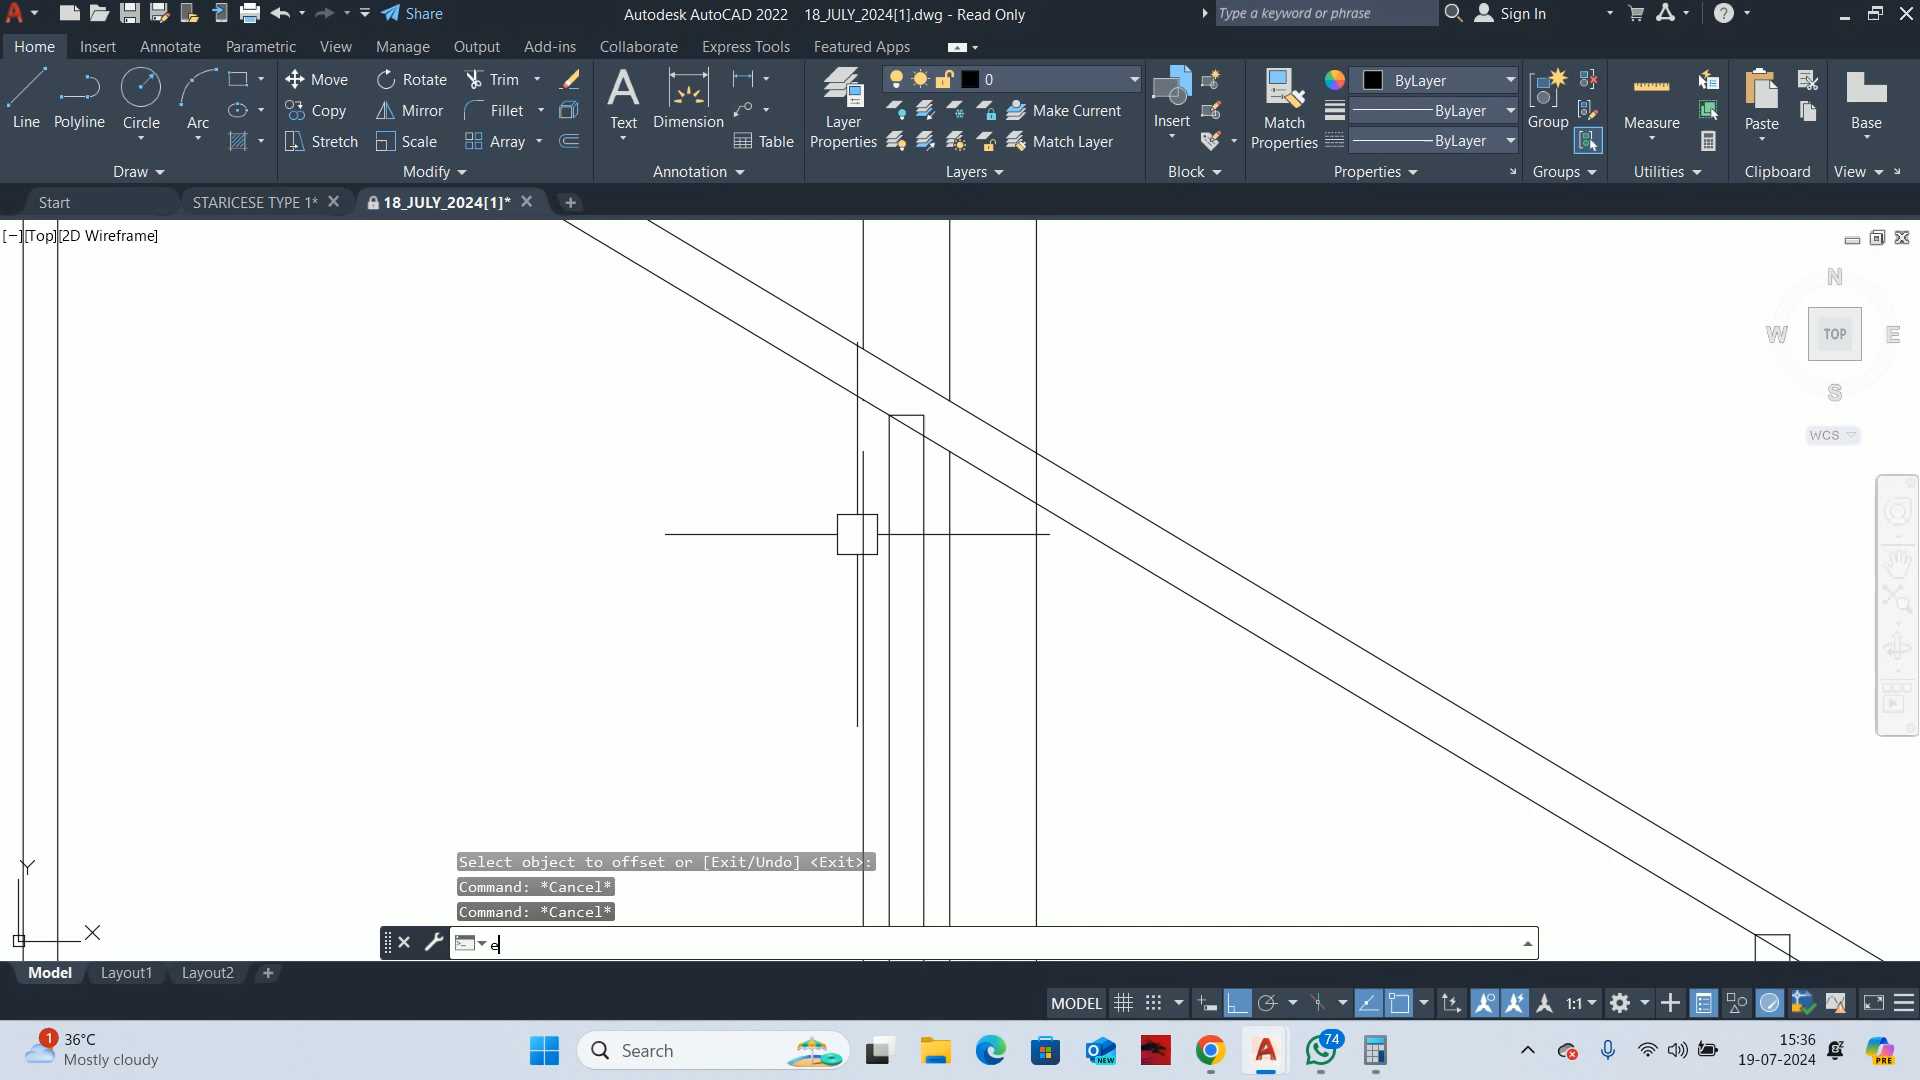 Share
Autodesk AutoCAD 2022 18_JULY_2024[1].dwg - Read Only
Type a keyword or phrase
Sign In
Home Insert Annotate Parametric View Manage Output Add-ins Collaborate Express Tools Featured Apps
Move Rotate Trim 0 ByLayer
Copy Mirror Fillet Make Current ByLayer
Line Polyline Circle Arc Text Dimension Layer Properties Insert Match Properties Group Measure Paste Base
Stretch Scale Array Table Match Layer ByLayer
Draw Modify Annotation Layers Block Properties Groups Utilities Clipboard View
Start STARICESE TYPE 1* 18_JULY_2024[1]*
[−][Top][2D Wireframe]
N
W TOP E
S
WCS
Select object to offset or [Exit/Undo] <Exit>:
Command: *Cancel*
Command: *Cancel*
Y
X
e
Model Layout1 Layout2 +
MODEL 1:1
1 36°C
Mostly cloudy
Search
NEW
74
PRE
15:36
19-07-2024